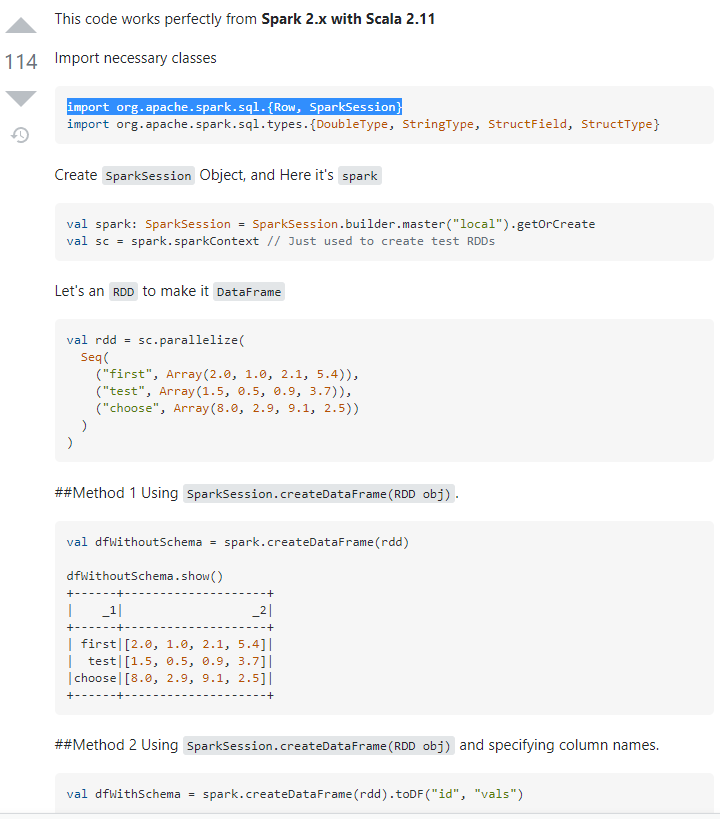 This code works perfectly from Spark 2.x with Scala 2.11
114
Import necessary classes
import org.apache.spark.sql.{Row, SparkSession}
import org.apache.spark.sql.types.{DoubleType, StringType, StructField, StructType}
Create SparkSession Object, and Here it's spark
val spark: SparkSession = SparkSession.builder.master("local").getOrCreate
val sc = spark.sparkContext // Just used to create test RDDs
Let's an RDD to make it DataFrame
val rdd = sc.parallelize(
  Seq(
    ("first", Array(2.0, 1.0, 2.1, 5.4)),
    ("test", Array(1.5, 0.5, 0.9, 3.7)),
    ("choose", Array(8.0, 2.9, 9.1, 2.5))
  )
)
##Method 1 Using SparkSession.createDataFrame(RDD obj).
val dfWithoutSchema = spark.createDataFrame(rdd)
dfWithoutSchema.show()
+------+--------------------+
|    _1|                  _2|
+------+--------------------+
| first|[2.0, 1.0, 2.1, 5.4]|
|  test|[1.5, 0.5, 0.9, 3.7]|
|choose|[8.0, 2.9, 9.1, 2.5]|
+------+--------------------+
##Method 2 Using SparkSession.createDataFrame(RDD obj) and specifying column names.
val dfWithSchema = spark.createDataFrame(rdd).toDF("id", "vals")